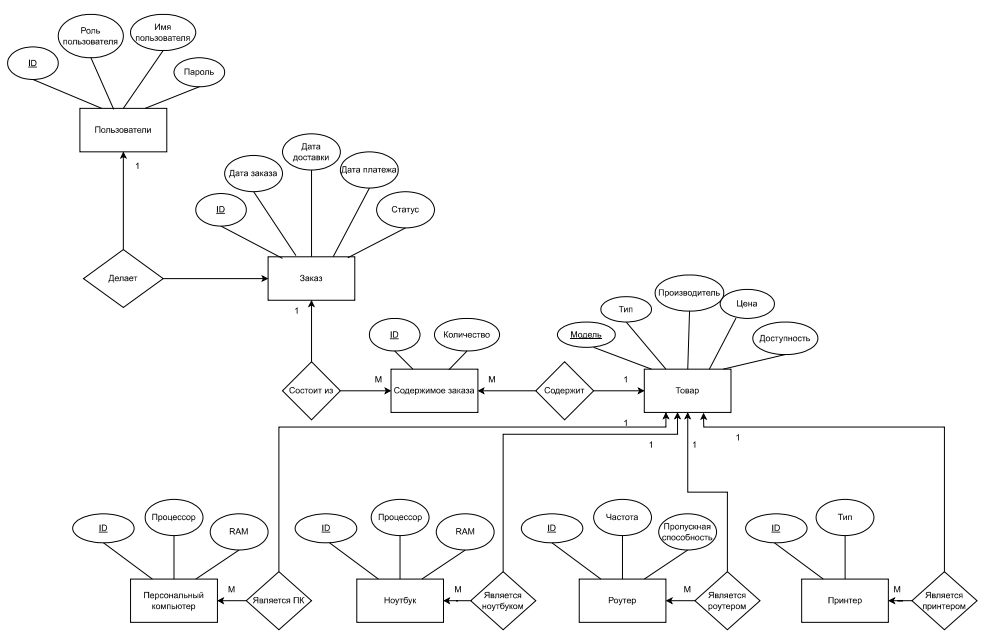 Роль
пользователя
Имя
пользователя
ID
Пароль
Пользователи
1
Дата
доставки
Дата заказа
Дата платежа
ID
Статус
Делает
Заказ
1
Производитель
Тип
Цена
ID
Количество
Модель
Доступность
Состоит из
M
Содержимое заказа
M
Содержит
1
Товар
1
1
1
1
ID
Процессор
RAM
ID
Процессор
RAM
ID
Частота
Пропускная
способность
ID
Тип
Персональный
компьютер
M
Является ПК
Ноутбук
M
Является
ноутбуком
Роутер
M
Является
роутером
Принтер
M
Является
принтером